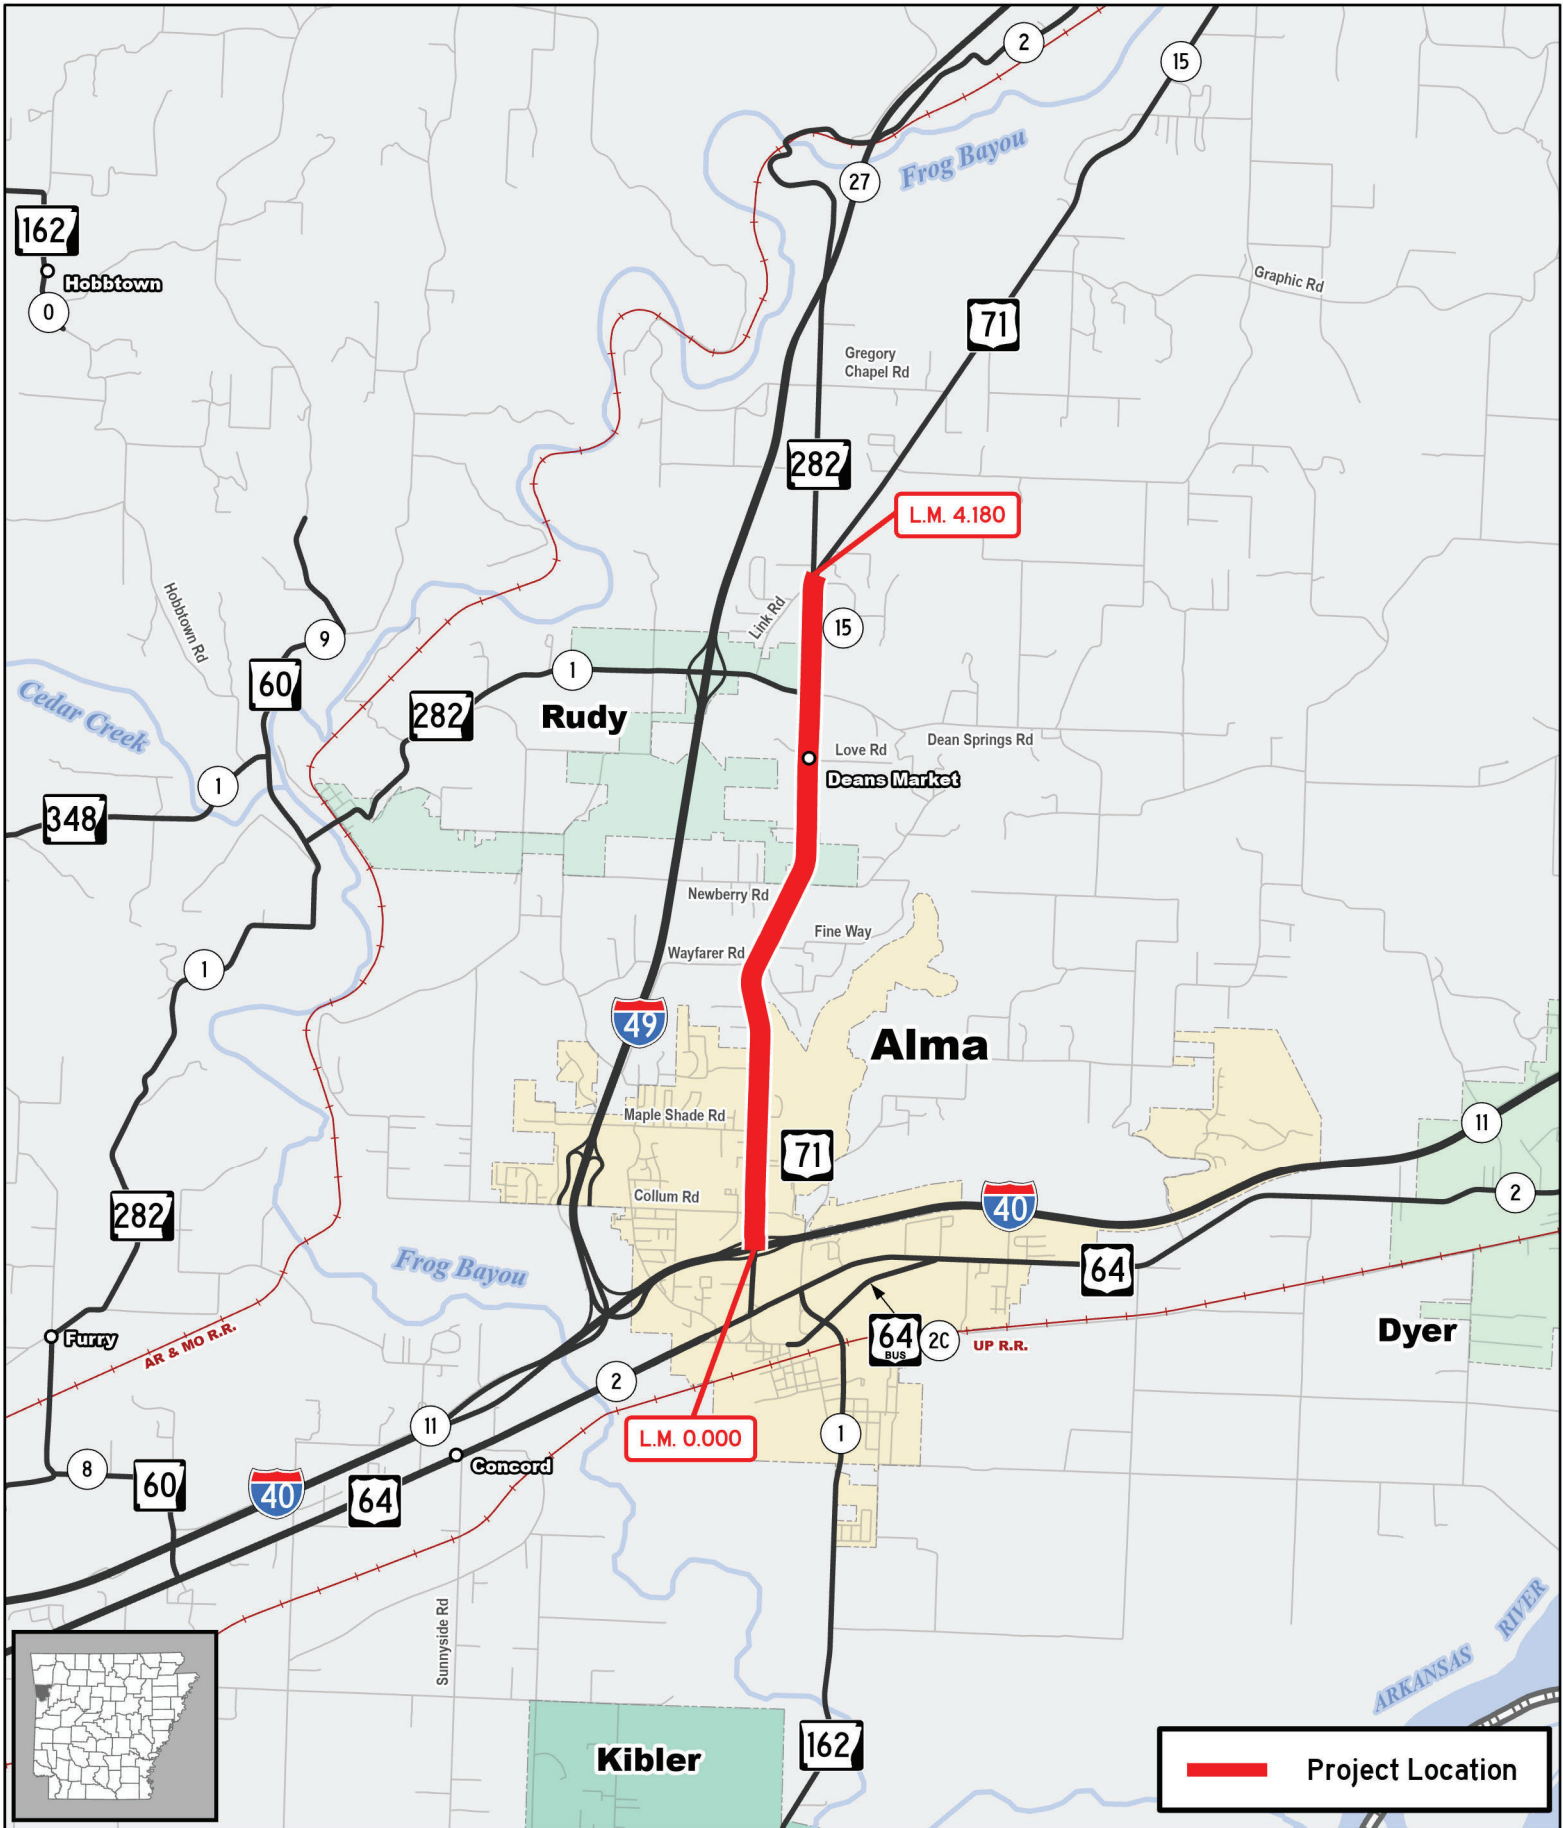 2
15
27
Frog Bayou
162
Hobbtown
0
Graphic Rd
71
Gregory
Chapel Rd
282
L.M. 4.180
Hobbtown Rd
Link Rd
15
9
60
1
282
Rudy
Cedar Creek
Love Rd
Dean Springs Rd
Deans Market
1
348
Newberry Rd
Fine Way
Wayfarer Rd
1
49
Alma
Maple Shade Rd
71
11
Collum Rd
40
2
282
Frog Bayou
64
Furry
AR & MO R.R.
64
BUS
2C
UP R.R.
Dyer
2
11
L.M. 0.000
1
Concord
8
60
40
64
Sunnyside Rd
ARKANSAS RIVER
162
Kibler
Project Location